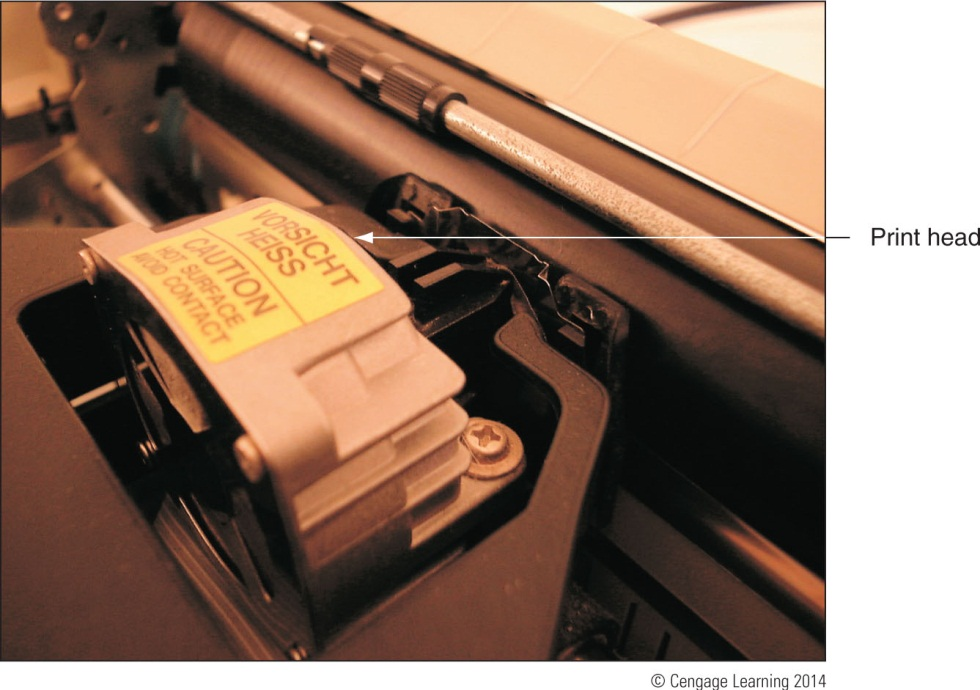 VORSICHT
HEISS
CAUTION
HOT SURFACE
AVOID CONTACT
Print head
© Cengage Learning 2014